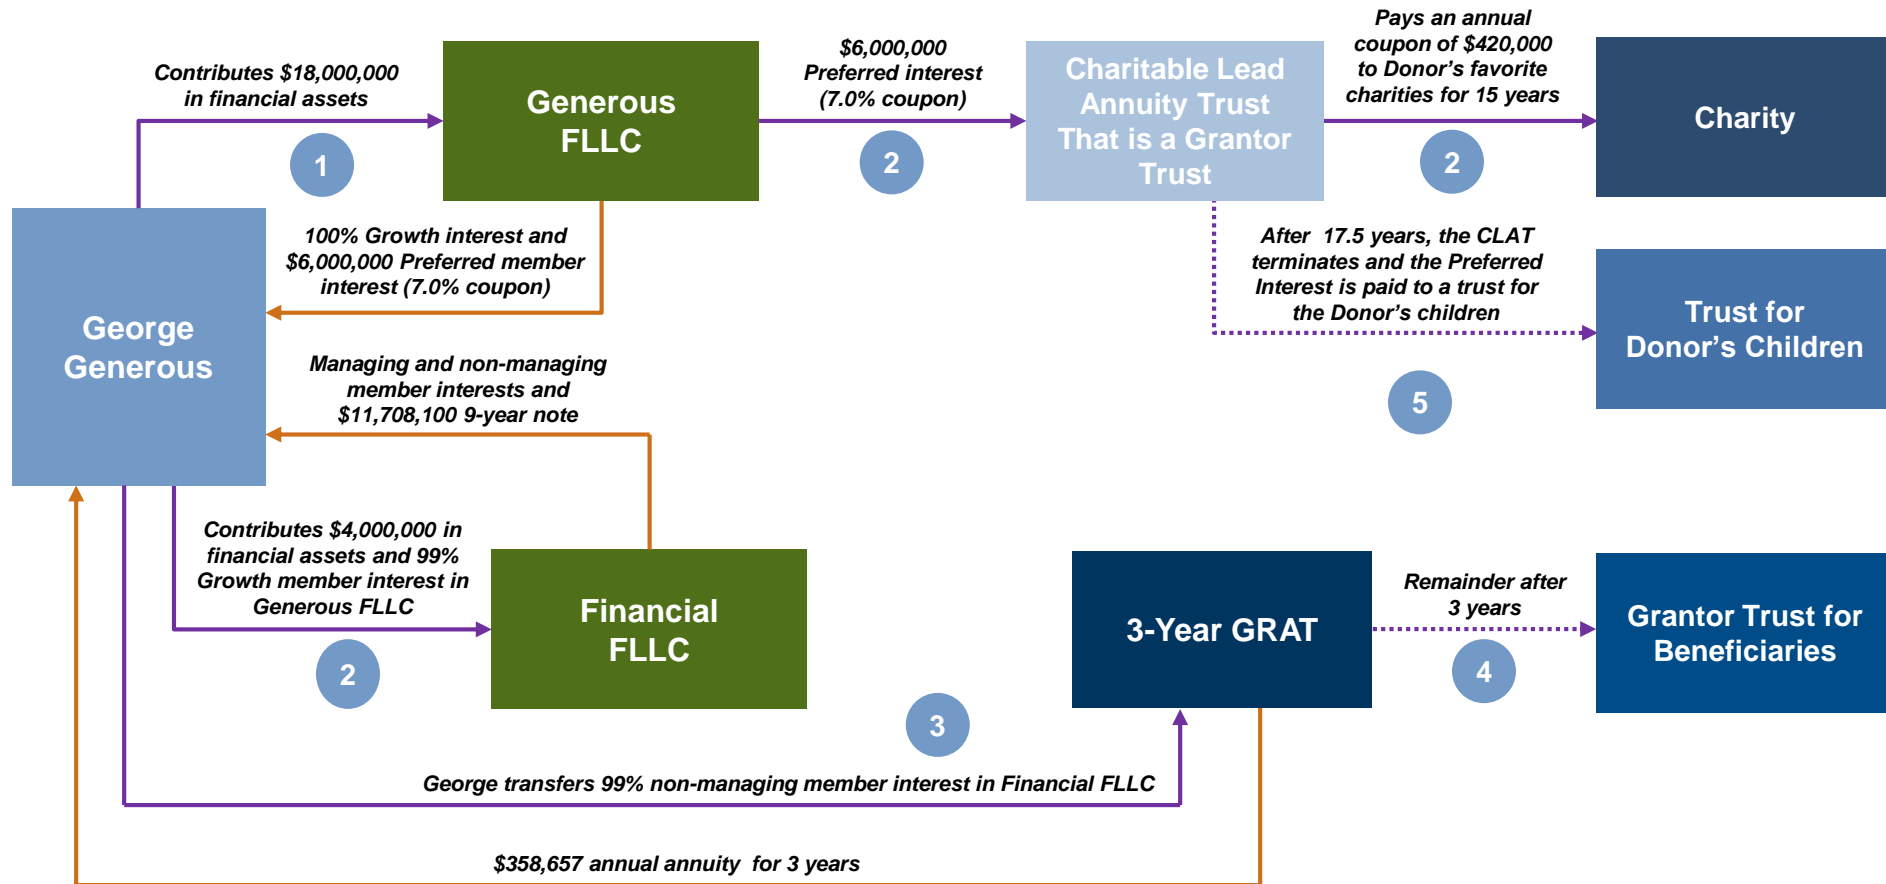 Contributes $18,000,000
in financial assets
1
Generous
FLLC
$6,000,000
Preferred interest
(7.0% coupon)
2
Charitable Lead
Annuity Trust
That is a Grantor
Trust
Pays an annual
coupon of $420,000
to Donor’s favorite
charities for 15 years
2
Charity
100% Growth interest and
$6,000,000 Preferred member
interest (7.0% coupon)
After 17.5 years, the CLAT
terminates and the Preferred
Interest is paid to a trust for
the Donor’s children
5
Trust for
Donor’s Children
George
Generous
Managing and non-managing
member interests and
$11,708,100 9-year note
Contributes $4,000,000 in
financial assets and 99%
Growth member interest in
Generous FLLC
2
Financial
FLLC
3
3-Year GRAT
Remainder after
3 years
4
Grantor Trust for
Beneficiaries
George transfers 99% non-managing member interest in Financial FLLC
$358,657 annual annuity for 3 years